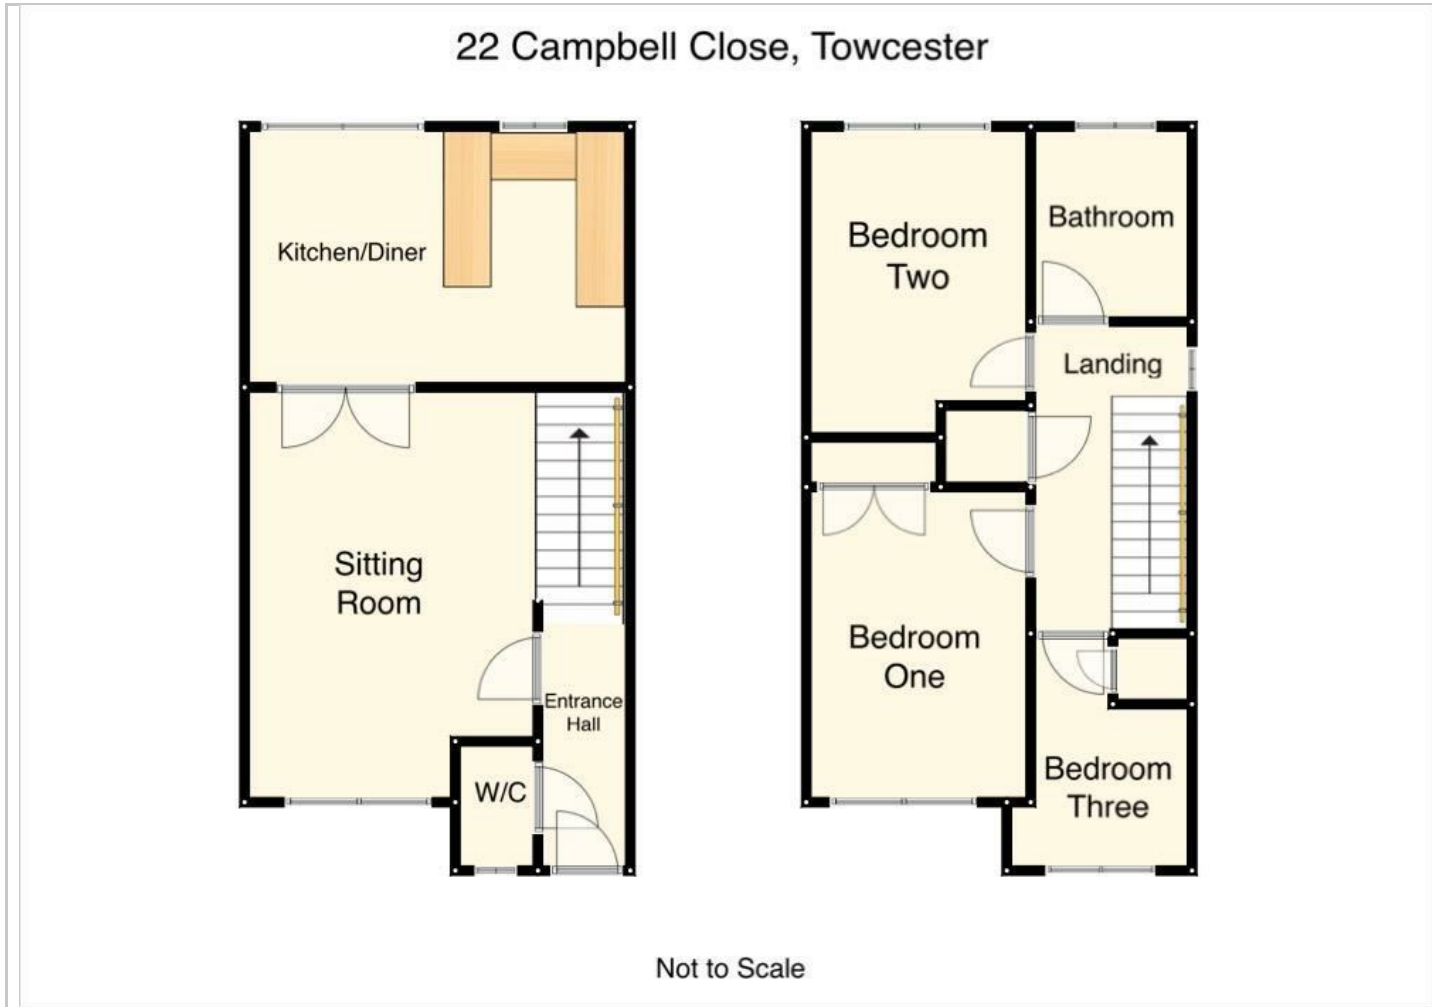 22 Campbell Close, Towcester
Kitchen/Diner
Sitting
Room
Entrance
Hall
W/C
Bedroom
Two
Bathroom
Landing
Bedroom
One
Bedroom
Three
Not to Scale